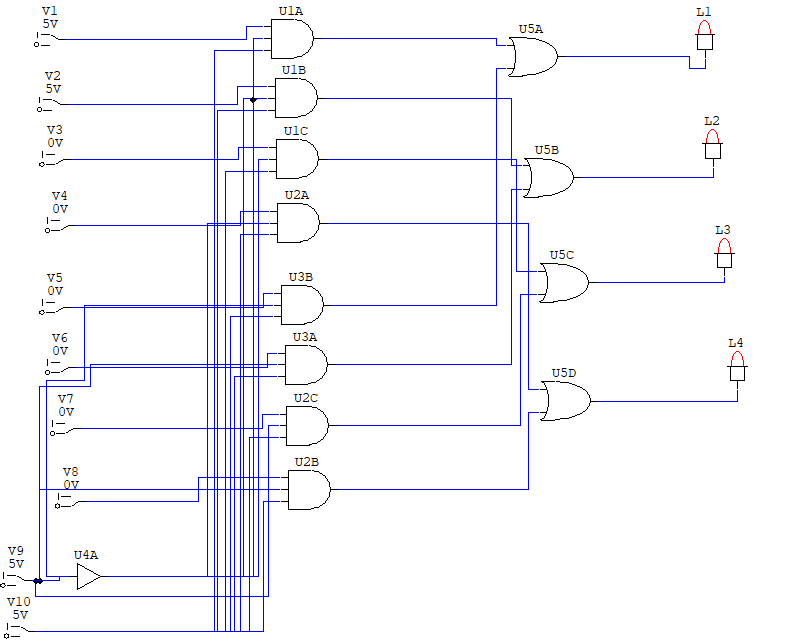 V1
5V
V2
5V
V3
0V
V4
0V
V5
0V
V6
0V
V7
0V
V8
0V
V9
5V
V10
5V
U4A
U1A
U1B
U1C
U2A
U3B
U3A
U2C
U2B
U5A
U5B
U5C
U5D
L1
L2
L3
L4